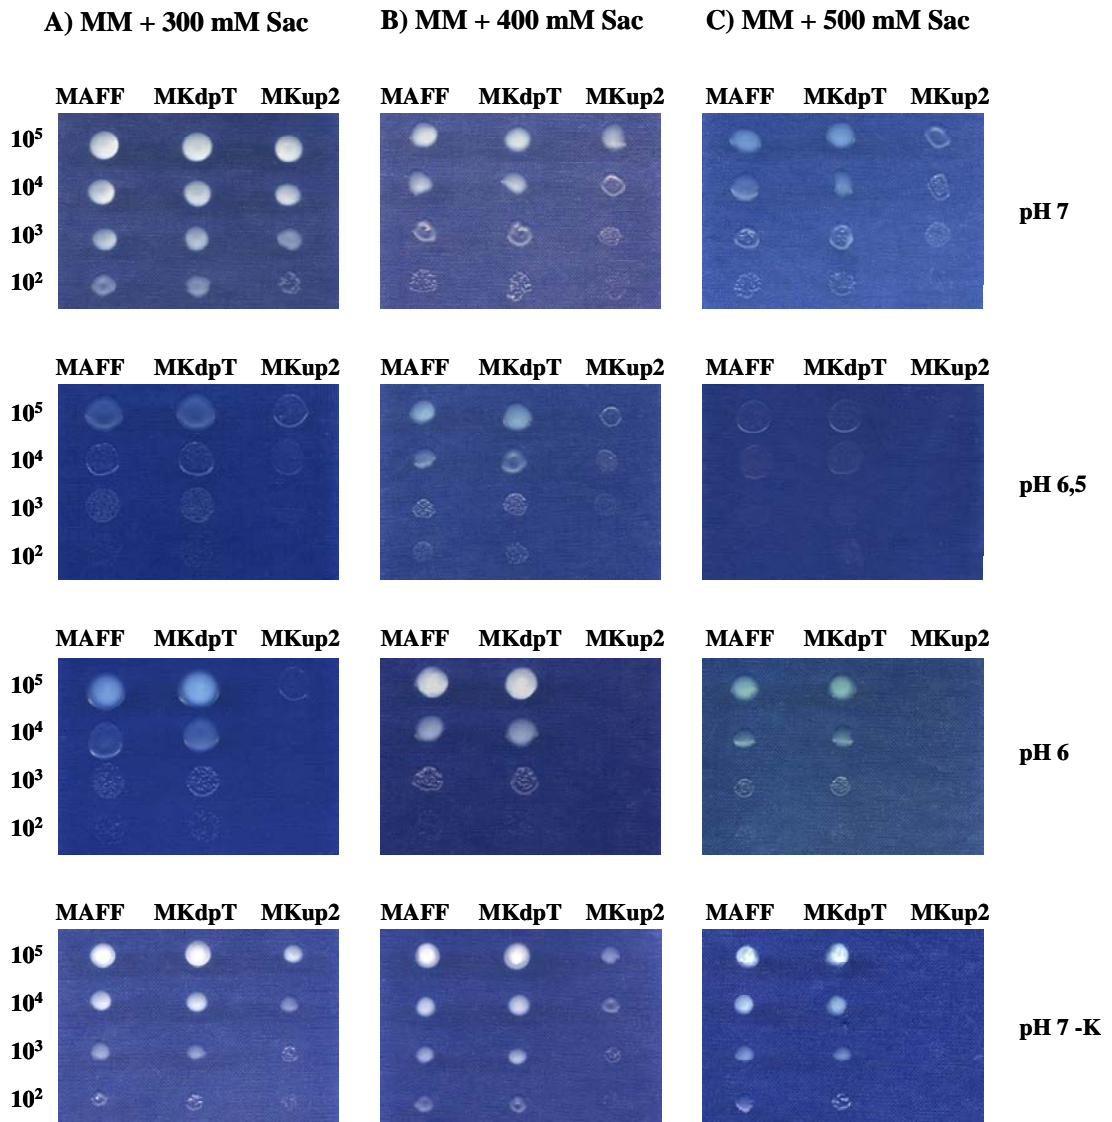 A) MM + 300 mM Sac B) MM + 400 mM Sac C) MM + 500 mM Sac
MAFF MKdpT MKup2 MAFF MKdpT MKup2 MAFF MKdpT MKup2
10⁵
10⁴
10³
10²
pH 7
MAFF MKdpT MKup2 MAFF MKdpT MKup2 MAFF MKdpT MKup2
10⁵
10⁴
10³
10²
pH 6,5
MAFF MKdpT MKup2 MAFF MKdpT MKup2 MAFF MKdpT MKup2
10⁵
10⁴
10³
10²
pH 6
MAFF MKdpT MKup2 MAFF MKdpT MKup2 MAFF MKdpT MKup2
10⁵
10⁴
10³
10²
pH 7 -K